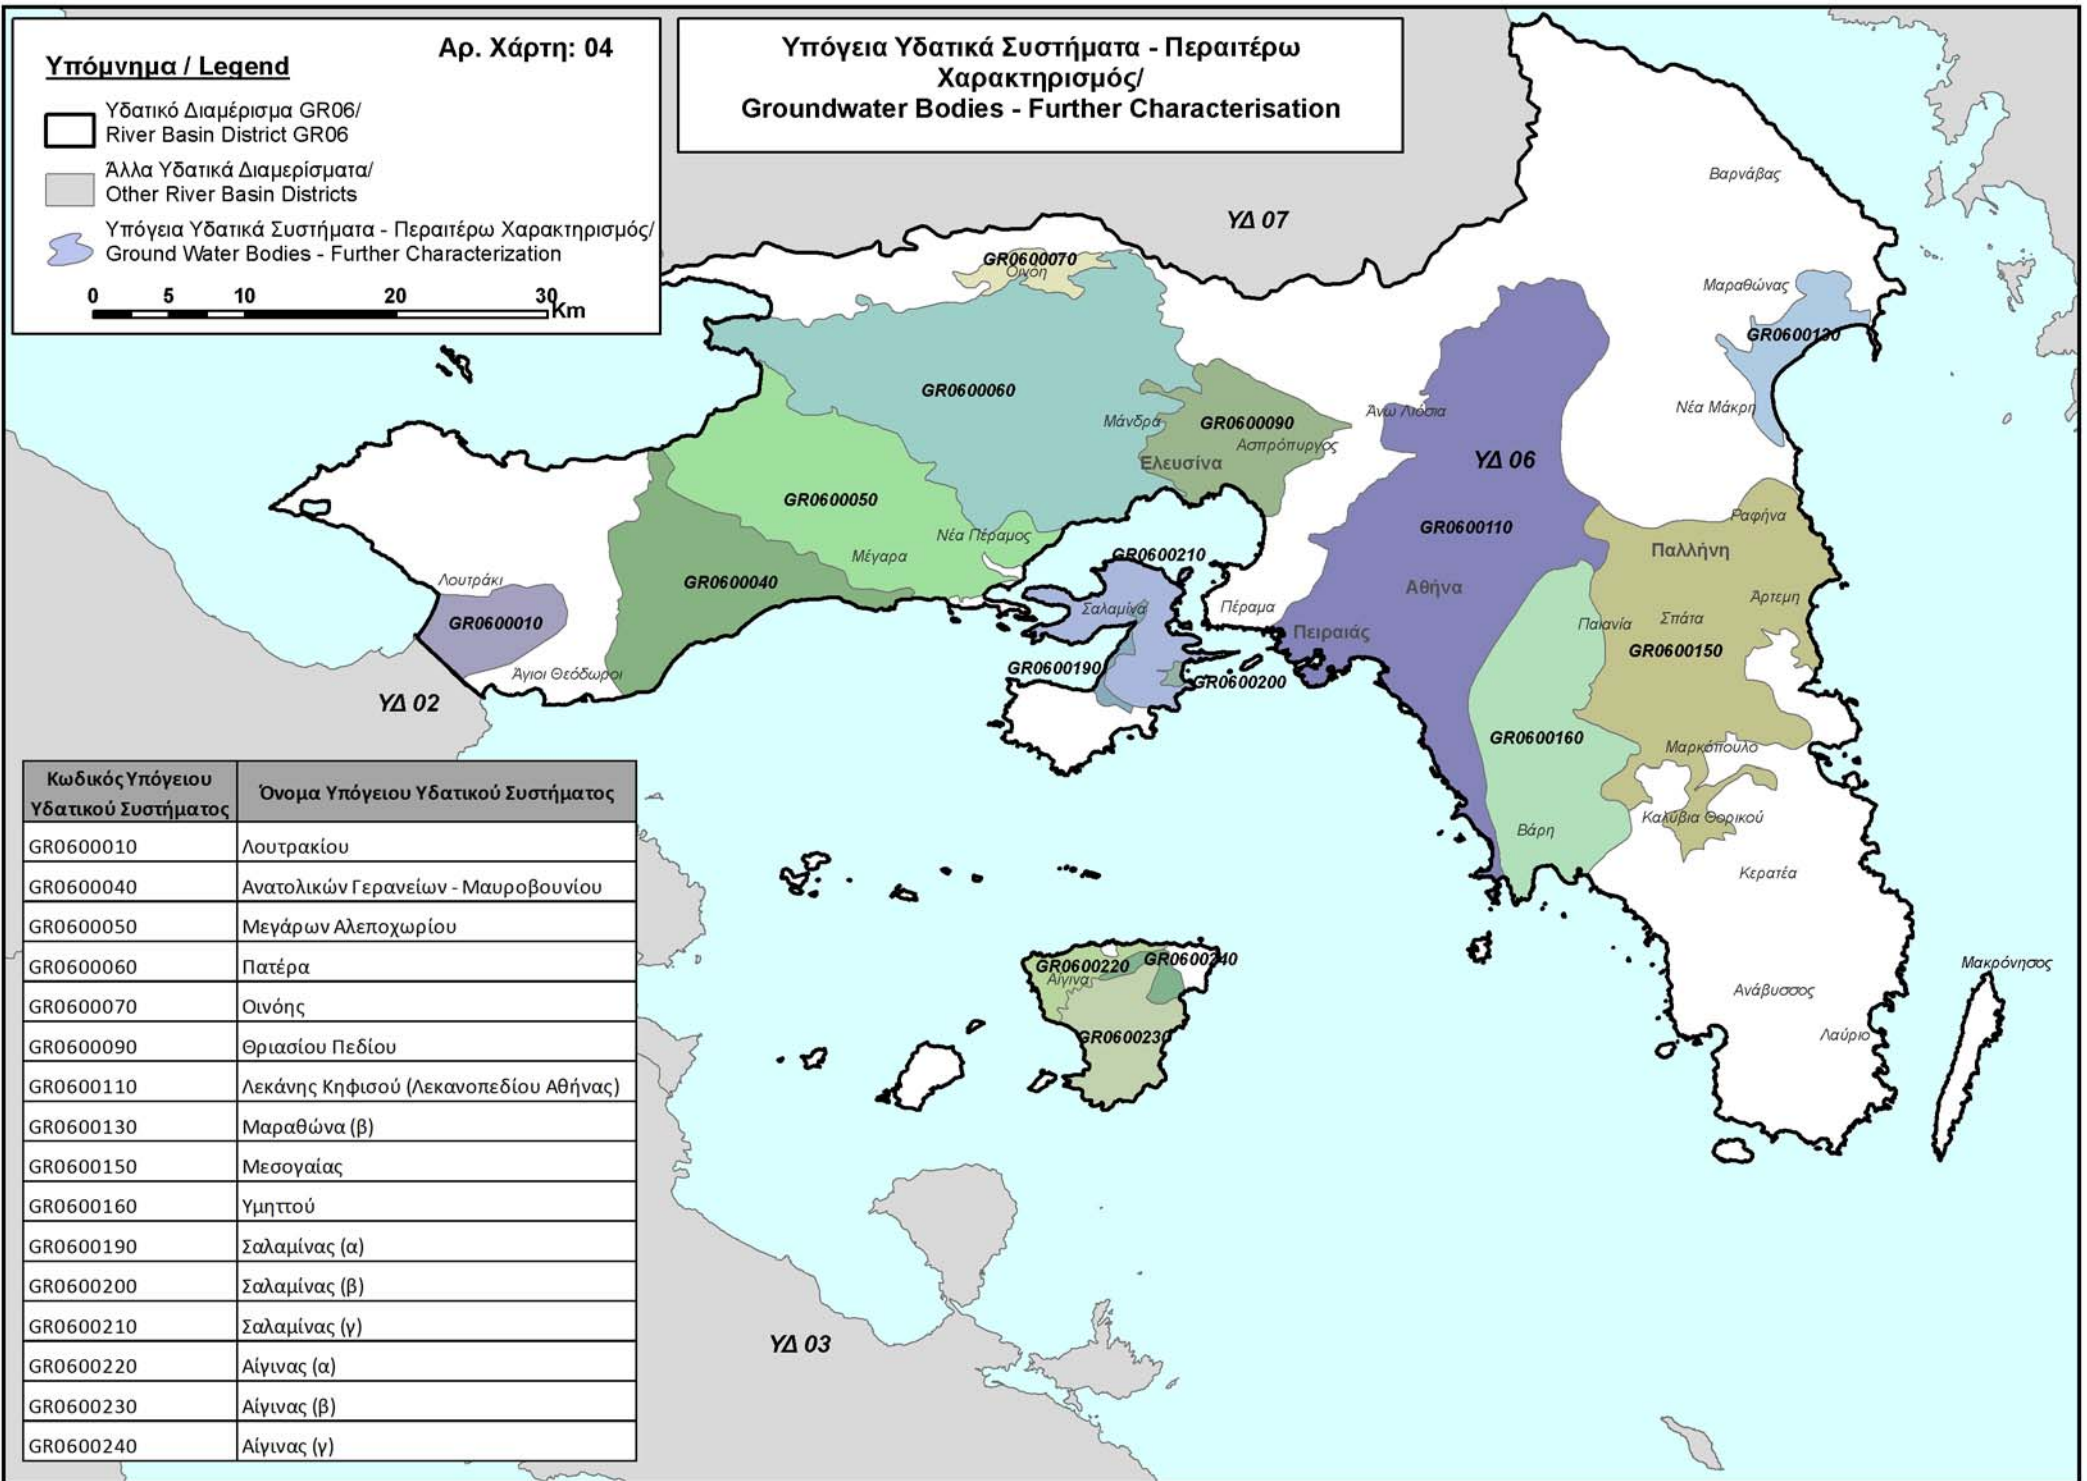 Αρ. Χάρτη: 04
Υπόμνημα / Legend
Υδατικό Διαμέρισμα GR06/
River Basin District GR06
Άλλα Υδατικά Διαμερίσματα/
Other River Basin Districts
Υπόγεια Υδατικά Συστήματα - Περαιτέρω Χαρακτηρισμός/
Ground Water Bodies - Further Characterization
0 5 10 20 30
Km
Υπόγεια Υδατικά Συστήματα - Περαιτέρω
Χαρακτηρισμός/
Groundwater Bodies - Further Characterisation
Βαρνάβας
ΥΔ 07
GR0600070
Οινόη
Μαραθώνας
GR0600130
GR0600060
Νέα Μάκρη
Άνω Λιόσια
Μάνδρα
GR0600090
Ασπρόπυργος
Ελευσίνα
ΥΔ 06
GR0600050
Ραφήνα
GR0600110
Νέα Πέραμος
Παλλήνη
Μέγαρα
GR0600210
Λουτράκι
GR0600040
Αθήνα
Άρτεμη
Σαλαμίνα
Πέραμα
GR0600010
Παιανία
Σπάτα
Πειραιάς
GR0600150
GR0600190
Άγιοι Θεόδωροι
GR0600200
ΥΔ 02
GR0600160
Μαρκόπουλο
Καλύβια Θορικού
Βάρη
Κερατέα
GR0600220
GR0600240
Αίγινα
Μακρόνησος
Ανάβυσσος
GR0600230
Λαύριο
ΥΔ 03
Κωδικός Υπόγειου
Υδατικού Συστήματος
Όνομα Υπόγειου Υδατικού Συστήματος
GR0600010 Λουτρακίου
GR0600040 Ανατολικών Γερανείων - Μαυροβουνίου
GR0600050 Μεγάρων Αλεποχωρίου
GR0600060 Πατέρα
GR0600070 Οινόης
GR0600090 Θριασίου Πεδίου
GR0600110 Λεκάνης Κηφισού (Λεκανοπεδίου Αθήνας)
GR0600130 Μαραθώνα (β)
GR0600150 Μεσογαίας
GR0600160 Υμηττού
GR0600190 Σαλαμίνας (α)
GR0600200 Σαλαμίνας (β)
GR0600210 Σαλαμίνας (γ)
GR0600220 Αίγινας (α)
GR0600230 Αίγινας (β)
GR0600240 Αίγινας (γ)